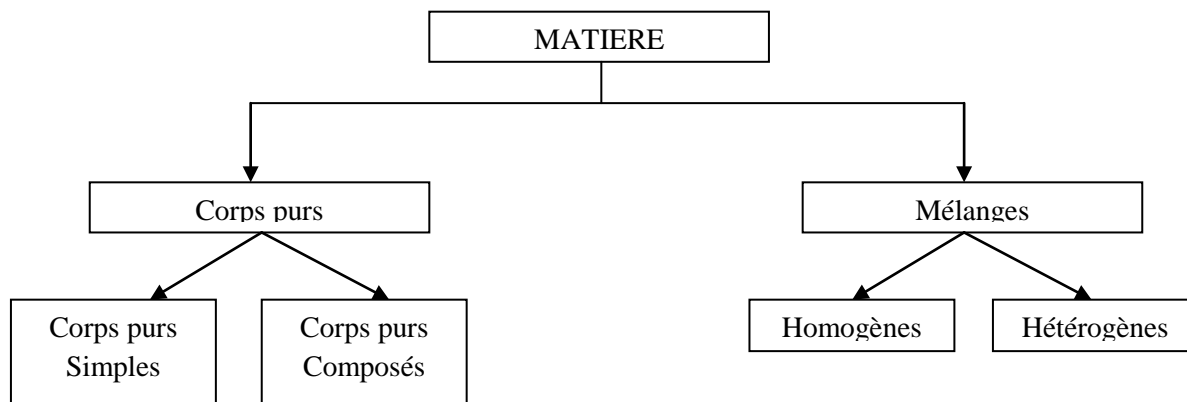 MATIERE
Corps purs
Mélanges
Corps purs
Simples
Corps purs
Composés
Homogènes
Hétérogènes